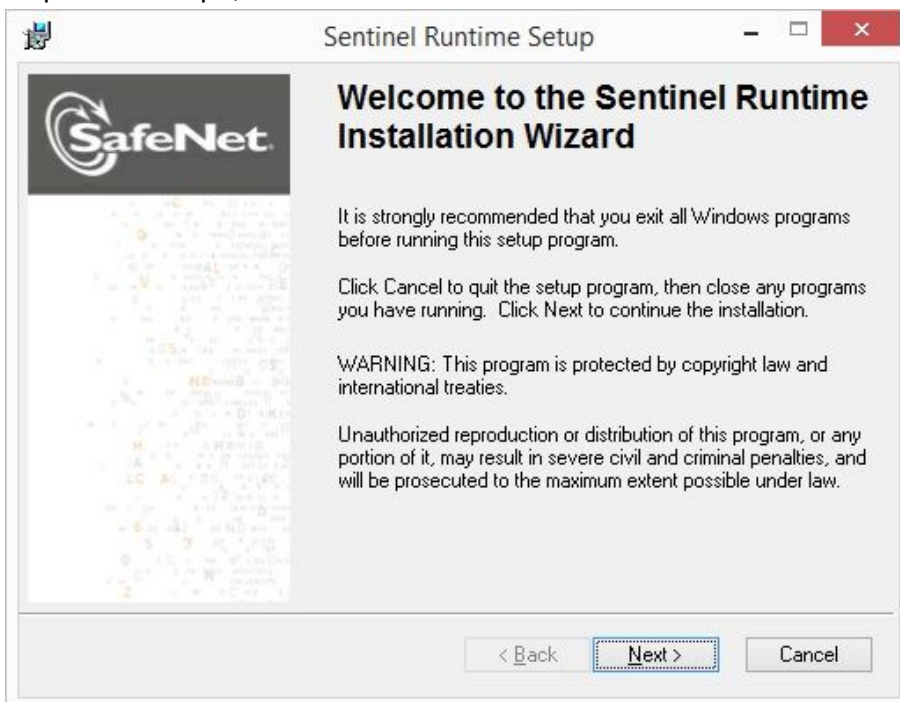 Sentinel Runtime Setup
SafeNet.
Welcome to the Sentinel Runtime
Installation Wizard
It is strongly recommended that you exit all Windows programs
before running this setup program.
Click Cancel to quit the setup program, then close any programs
you have running. Click Next to continue the installation.
WARNING: This program is protected by copyright law and
international treaties.
Unauthorized reproduction or distribution of this program, or any
portion of it, may result in severe civil and criminal penalties, and
will be prosecuted to the maximum extent possible under law.
< Back
Next >
Cancel